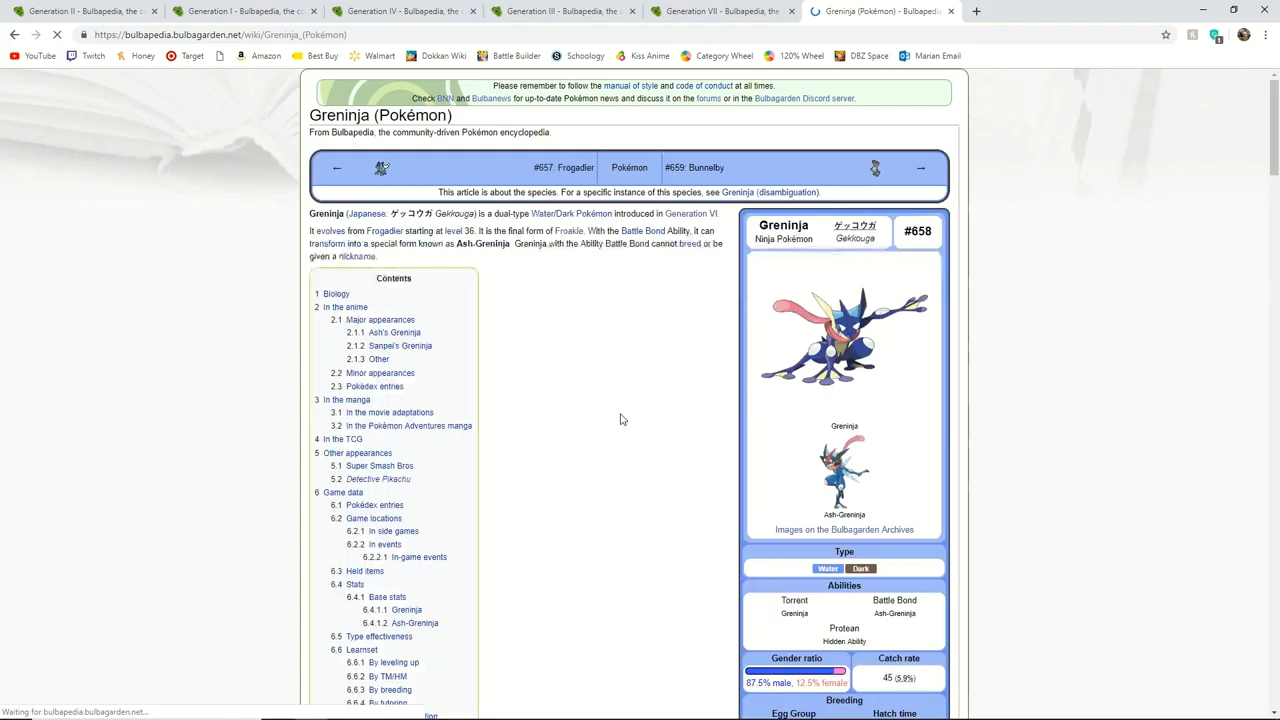 Generation II - Bulbapedia, the c
Generation I - Bulbapedia, the co
Generation IV - Bulbapedia, the c
Generation III - Bulbapedia, the c
Generation VII - Bulbapedia, the
Greninja (Pokémon) - Bulbapedia,
https://bulbapedia.bulbagarden.net/wiki/Greninja_(Pokémon)
YouTube
Twitch
Honey
Target
Amazon
Best Buy
Walmart
Dokkan Wiki
Battle Builder
Schoology
Kiss Anime
Category Wheel
120% Wheel
DBZ Space
Marian Email
Please remember to follow the manual of style and code of conduct at all times.
Check BNN and Bulbanews for up-to-date Pokémon news and discuss it on the forums or in the Bulbagarden Discord server.
Greninja (Pokémon)
From Bulbapedia, the community-driven Pokémon encyclopedia.
← #657: Frogadier Pokémon #659: Bunnelby →
This article is about the species. For a specific instance of this species, see Greninja (disambiguation).
Greninja (Japanese: ゲッコウガ Gekkouga) is a dual-type Water/Dark Pokémon introduced in Generation VI.
It evolves from Frogadier starting at level 36. It is the final form of Froakie. With the Battle Bond Ability, it can
transform into a special form known as Ash-Greninja. Greninja with the Ability Battle Bond cannot breed or be
given a nickname.
Contents
1 Biology
2 In the anime
2.1 Major appearances
2.1.1 Ash's Greninja
2.1.2 Sanpei's Greninja
2.1.3 Other
2.2 Minor appearances
2.3 Pokédex entries
3 In the manga
3.1 In the movie adaptations
3.2 In the Pokémon Adventures manga
4 In the TCG
5 Other appearances
5.1 Super Smash Bros.
5.2 Detective Pikachu
6 Game data
6.1 Pokédex entries
6.2 Game locations
6.2.1 In side games
6.2.2 In events
6.2.2.1 In-game events
6.3 Held items
6.4 Stats
6.4.1 Base stats
6.4.1.1 Greninja
6.4.1.2 Ash-Greninja
6.5 Type effectiveness
6.6 Learnset
6.6.1 By leveling up
6.6.2 By TM/HM
6.6.3 By breeding
6.6.4 By tutoring
Greninja
Ninja Pokémon
ゲッコウガ
Gekkouga
#658
Greninja
Ash-Greninja
Images on the Bulbagarden Archives
Type
Water Dark
Abilities
Torrent
Greninja
Battle Bond
Ash-Greninja
Protean
Hidden Ability
Gender ratio
87.5% male, 12.5% female
Catch rate
45 (5.9%)
Breeding
Egg Group
Hatch time
Waiting for bulbapedia.bulbagarden.net...